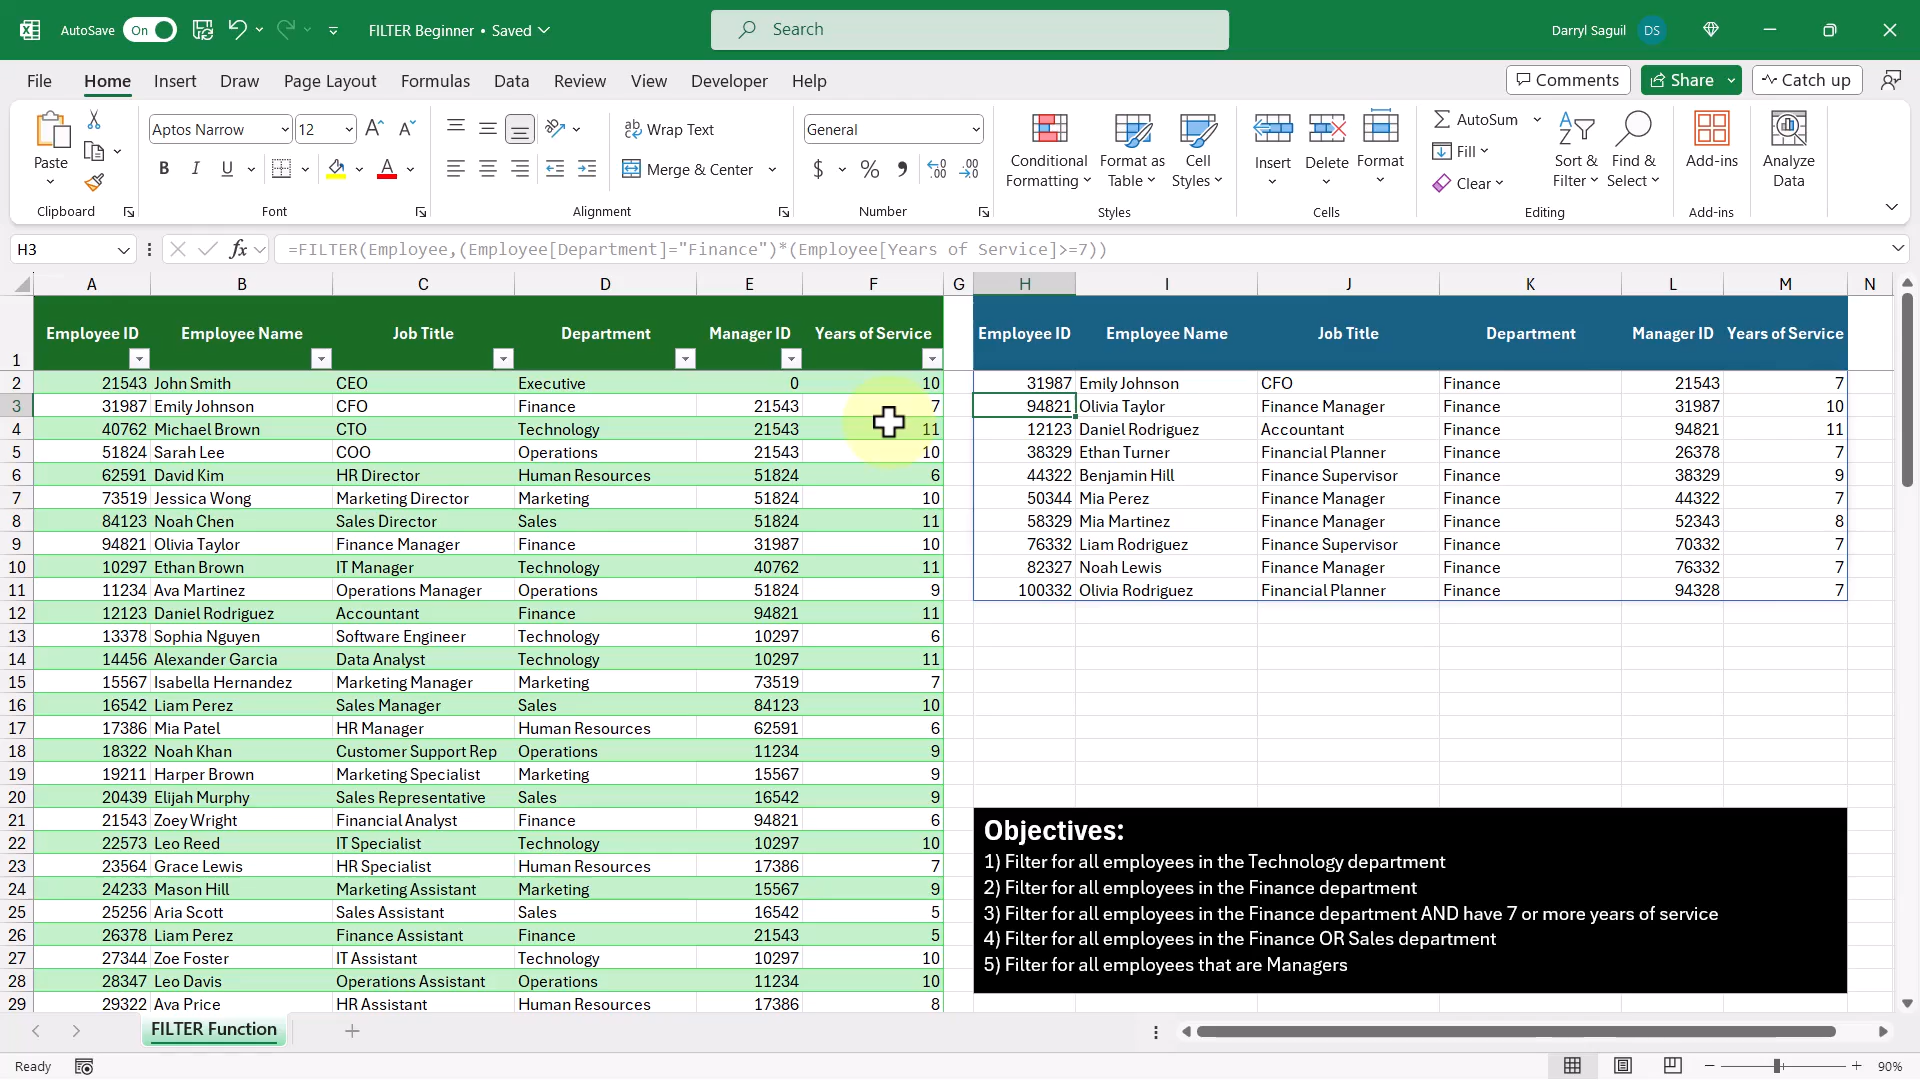 AutoSave On FILTER Beginner • Saved Search Darryl Saguil DS
File Home Insert Draw Page Layout Formulas Data Review View Developer Help Comments Share Catch up
Aptos Narrow 12 Wrap Text General AutoSum
Paste B I U Merge & Center $ % Conditional Formatting Format as Table Cell Styles Insert Delete Format Fill Clear Sort & Filter Find & Select Add-ins Analyze Data
Clipboard Font Alignment Number Styles Cells Editing Add-ins
H3 fx =FILTER(Employee,(Employee[Department]="Finance")*(Employee[Years of Service]>=7))
A B C D E F G H I J K L M N
1 Employee ID Employee Name Job Title Department Manager ID Years of Service Employee ID Employee Name Job Title Department Manager ID Years of Service
2 21543 John Smith CEO Executive 0 10 31987 Emily Johnson CFO Finance 21543 7
3 31987 Emily Johnson CFO Finance 21543 7 94821 Olivia Taylor Finance Manager Finance 31987 10
4 40762 Michael Brown CTO Technology 21543 11 12123 Daniel Rodriguez Accountant Finance 94821 11
5 51824 Sarah Lee COO Operations 21543 10 38329 Ethan Turner Financial Planner Finance 26378 7
6 62591 David Kim HR Director Human Resources 51824 6 44322 Benjamin Hill Finance Supervisor Finance 38329 9
7 73519 Jessica Wong Marketing Director Marketing 51824 10 50344 Mia Perez Finance Manager Finance 44322 7
8 84123 Noah Chen Sales Director Sales 51824 11 58329 Mia Martinez Finance Manager Finance 52343 8
9 94821 Olivia Taylor Finance Manager Finance 31987 10 76332 Liam Rodriguez Finance Supervisor Finance 70332 7
10 10297 Ethan Brown IT Manager Technology 40762 11 82327 Noah Lewis Finance Manager Finance 76332 7
11 11234 Ava Martinez Operations Manager Operations 51824 9 100332 Olivia Rodriguez Financial Planner Finance 94328 7
12 12123 Daniel Rodriguez Accountant Finance 94821 11
13 13378 Sophia Nguyen Software Engineer Technology 10297 6
14 14456 Alexander Garcia Data Analyst Technology 10297 11
15 15567 Isabella Hernandez Marketing Manager Marketing 73519 7
16 16542 Liam Perez Sales Manager Sales 84123 10
17 17386 Mia Patel HR Manager Human Resources 62591 6
18 18322 Noah Khan Customer Support Rep Operations 11234 9
19 19211 Harper Brown Marketing Specialist Marketing 15567 9
20 20439 Elijah Murphy Sales Representative Sales 16542 9
21 21543 Zoey Wright Financial Analyst Finance 94821 6
22 22573 Leo Reed IT Specialist Technology 10297 10
23 23564 Grace Lewis HR Specialist Human Resources 17386 7
24 24233 Mason Hill Marketing Assistant Marketing 15567 9
25 25256 Aria Scott Sales Assistant Sales 16542 5
26 26378 Liam Perez Finance Assistant Finance 21543 5
27 27344 Zoe Foster IT Assistant Technology 10297 10
28 28347 Leo Davis Operations Assistant Operations 11234 10
29 29322 Ava Price HR Assistant Human Resources 17386 8
Objectives:
1) Filter for all employees in the Technology department
2) Filter for all employees in the Finance department
3) Filter for all employees in the Finance department AND have 7 or more years of service
4) Filter for all employees in the Finance OR Sales department
5) Filter for all employees that are Managers
FILTER Function
Ready 90%